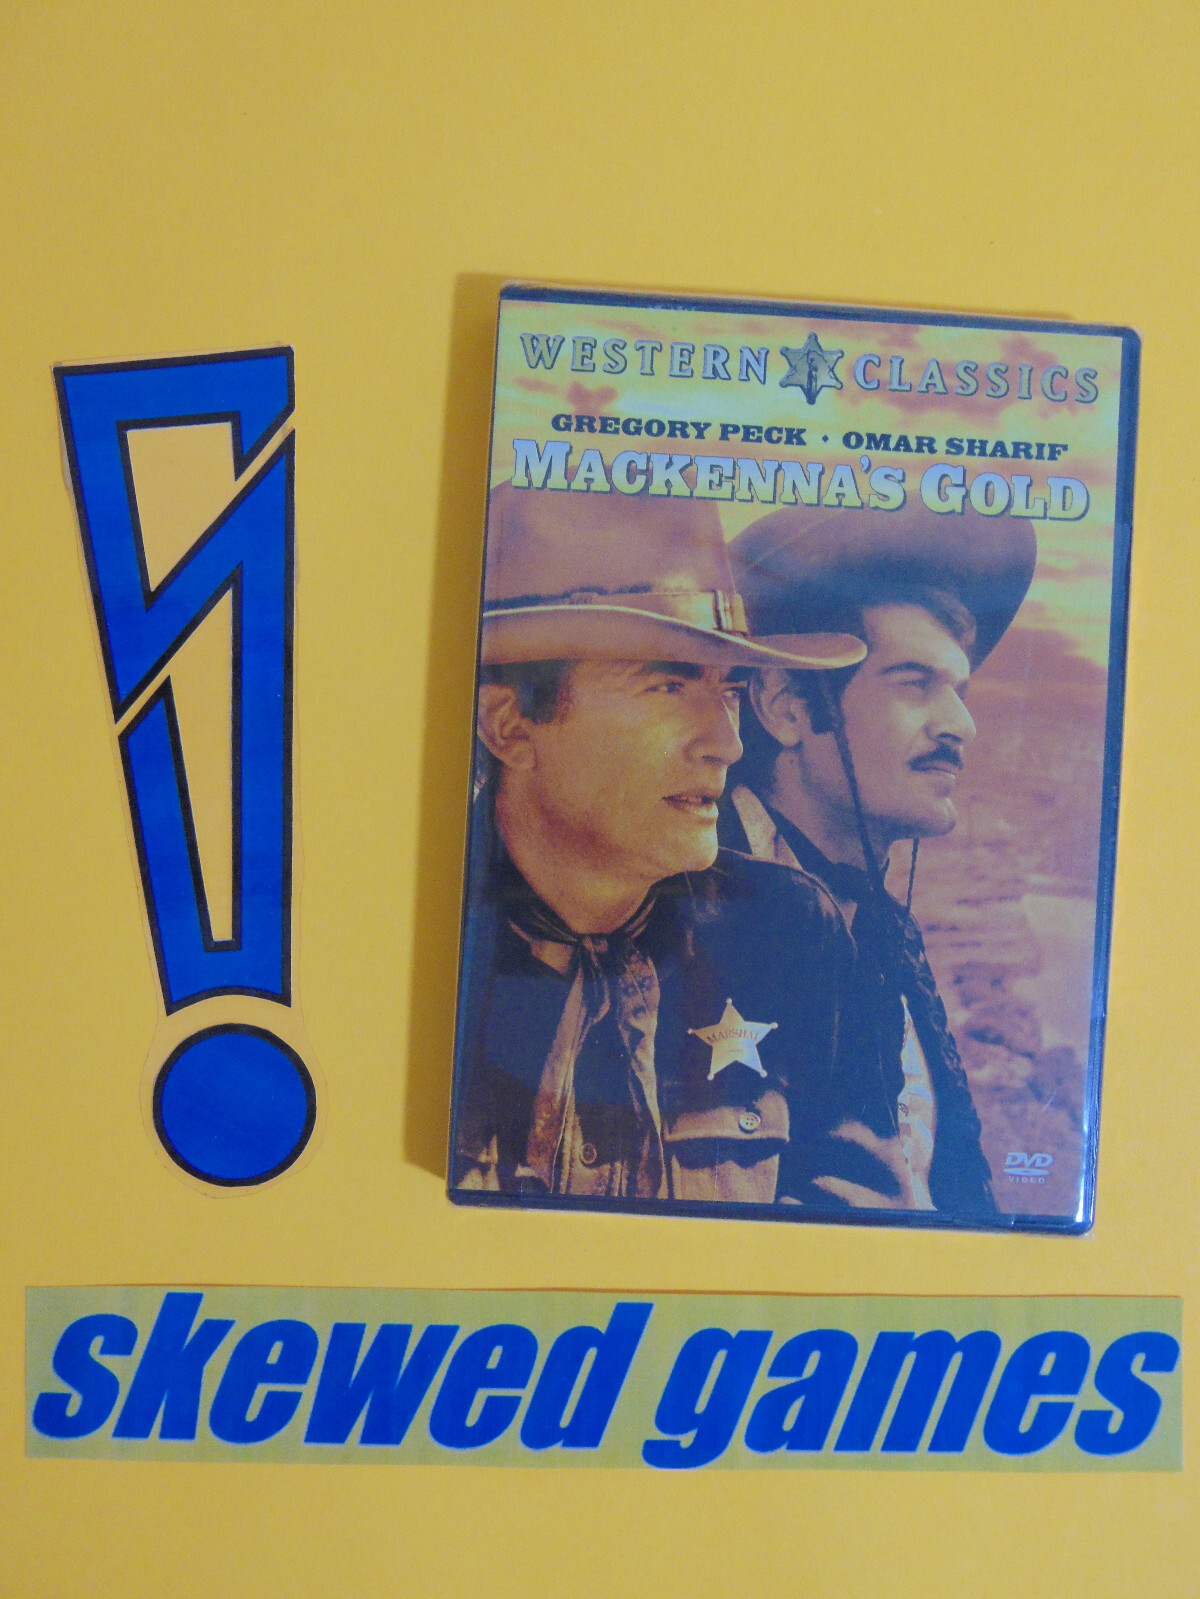 WESTERN CLASSICS
GREGORY PECK · OMAR SHARIF
MACKENNA'S GOLD
MARSHAL
DVD
VIDEO
skewed games